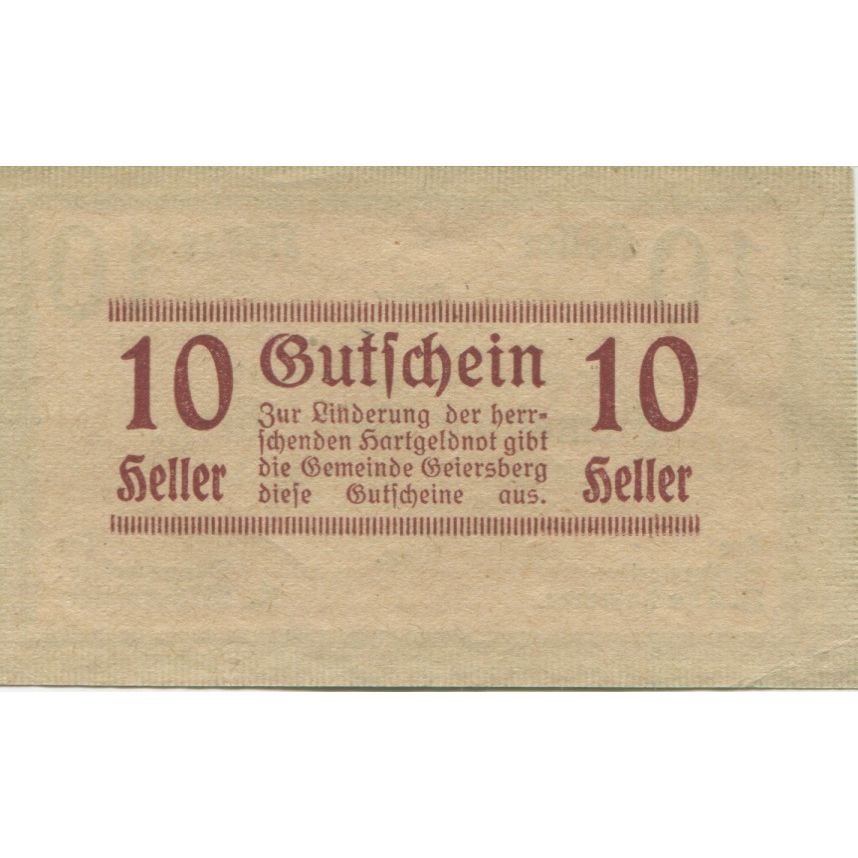 10 Gutschein 10
Zur Linderung der herr-
schenden Hartgeldnot gibt
Heller die Gemeinde Geiersberg Heller
diese Gutscheine aus.